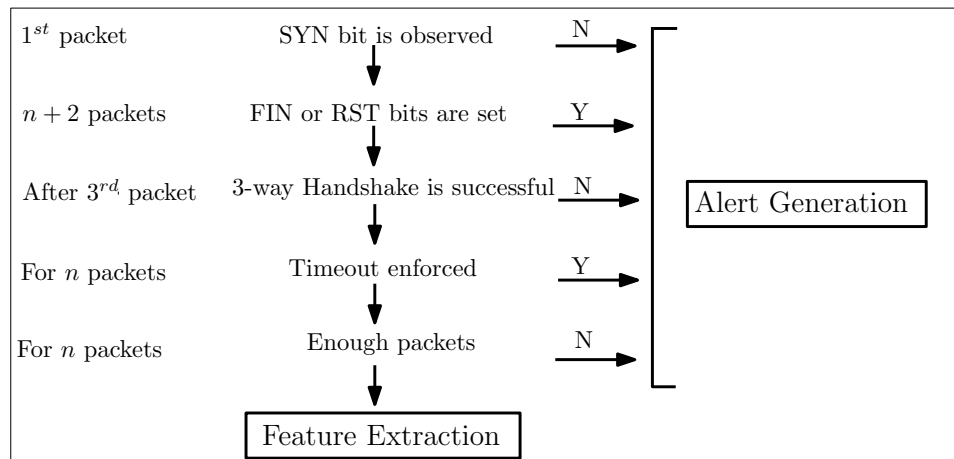 1st packet SYN bit is observed N
n + 2 packets FIN or RST bits are set Y
After 3rd packet 3-way Handshake is successful N
Alert Generation
For n packets Timeout enforced Y
For n packets Enough packets N
Feature Extraction